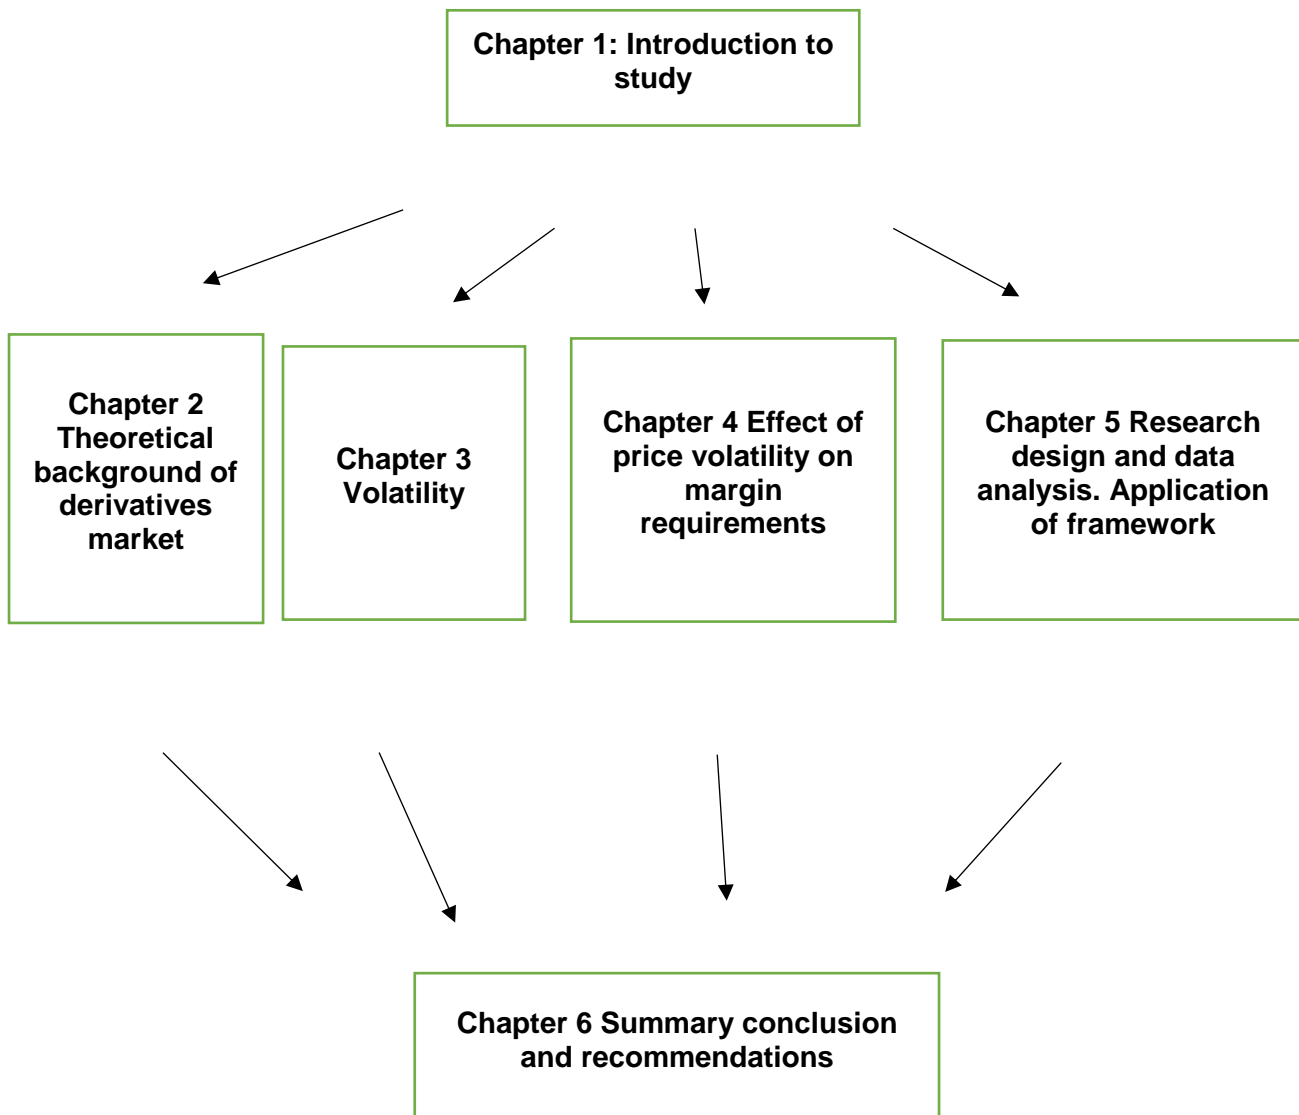 Chapter 1: Introduction to
study
Chapter 2
Theoretical
background of
derivatives
market
Chapter 3
Volatility
Chapter 4 Effect of
price volatility on
margin
requirements
Chapter 5 Research
design and data
analysis. Application
of framework
Chapter 6 Summary conclusion
and recommendations